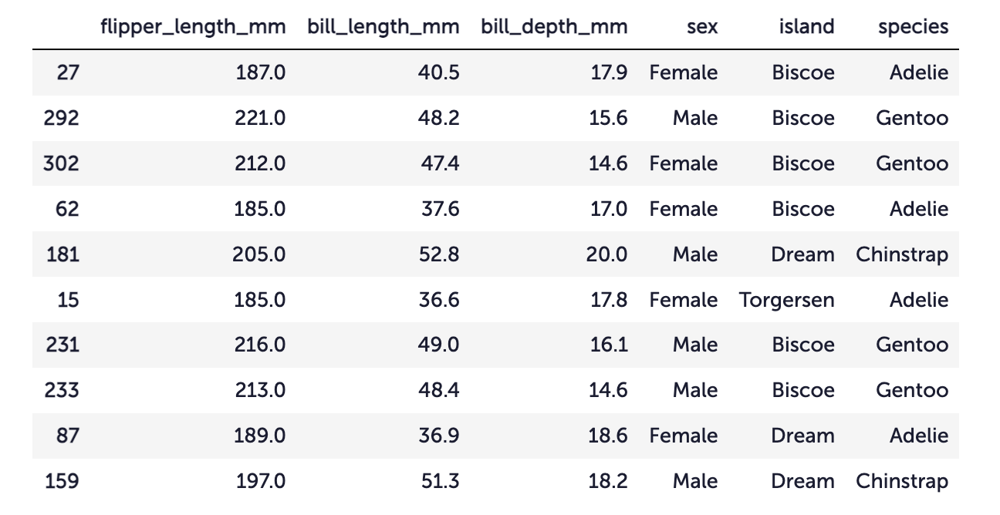 flipper_length_mm bill_length_mm bill_depth_mm sex island species
27 187.0 40.5 17.9 Female Biscoe Adelie
292 221.0 48.2 15.6 Male Biscoe Gentoo
302 212.0 47.4 14.6 Female Biscoe Gentoo
62 185.0 37.6 17.0 Female Biscoe Adelie
181 205.0 52.8 20.0 Male Dream Chinstrap
15 185.0 36.6 17.8 Female Torgersen Adelie
231 216.0 49.0 16.1 Male Biscoe Gentoo
233 213.0 48.4 14.6 Male Biscoe Gentoo
87 189.0 36.9 18.6 Female Dream Adelie
159 197.0 51.3 18.2 Male Dream Chinstrap